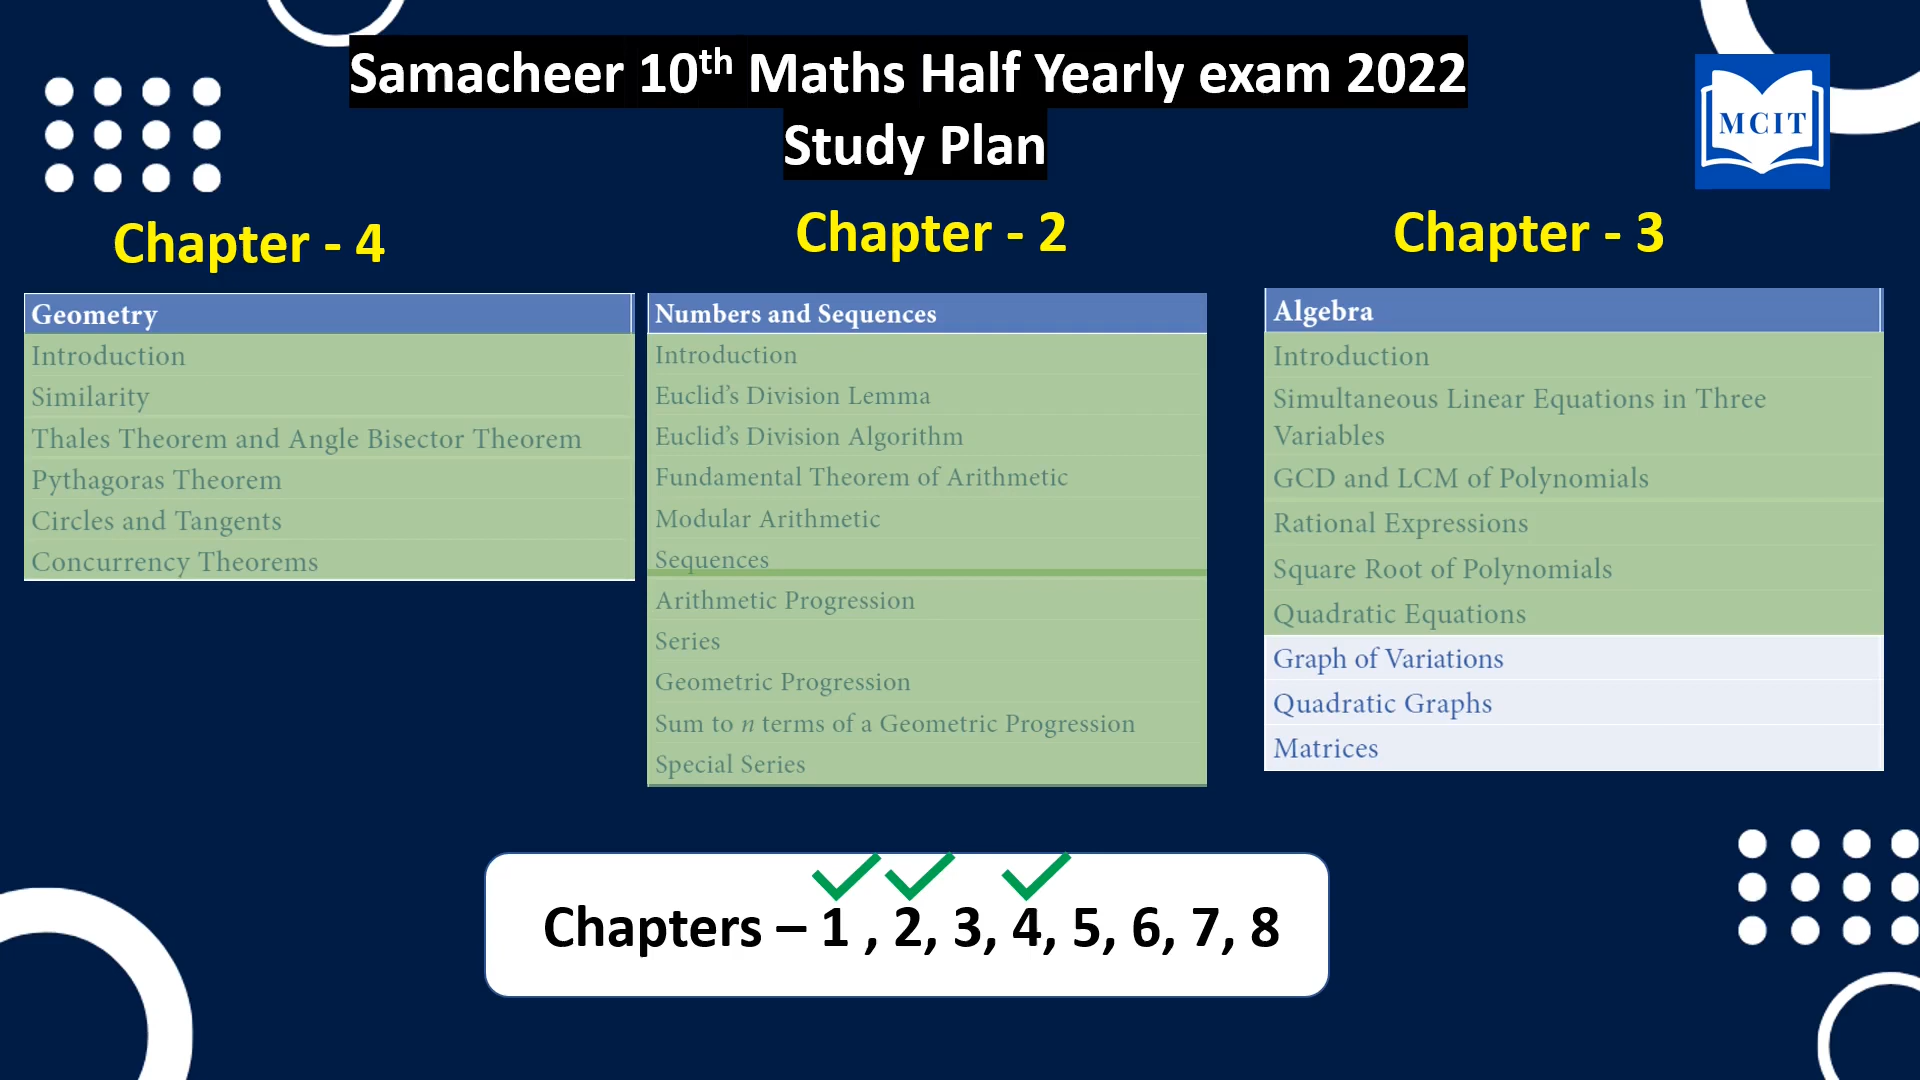 Samacheer 10th Maths Half Yearly exam 2022
Study Plan
MCIT
Chapter - 4
Geometry
Introduction
Similarity
Thales Theorem and Angle Bisector Theorem
Pythagoras Theorem
Circles and Tangents
Concurrency Theorems
Chapter - 2
Numbers and Sequences
Introduction
Euclid’s Division Lemma
Euclid’s Division Algorithm
Fundamental Theorem of Arithmetic
Modular Arithmetic
Sequences
Arithmetic Progression
Series
Geometric Progression
Sum to n terms of a Geometric Progression
Special Series
Chapter - 3
Algebra
Introduction
Simultaneous Linear Equations in Three
Variables
GCD and LCM of Polynomials
Rational Expressions
Square Root of Polynomials
Quadratic Equations
Graph of Variations
Quadratic Graphs
Matrices
Chapters – 1 , 2, 3, 4, 5, 6, 7, 8